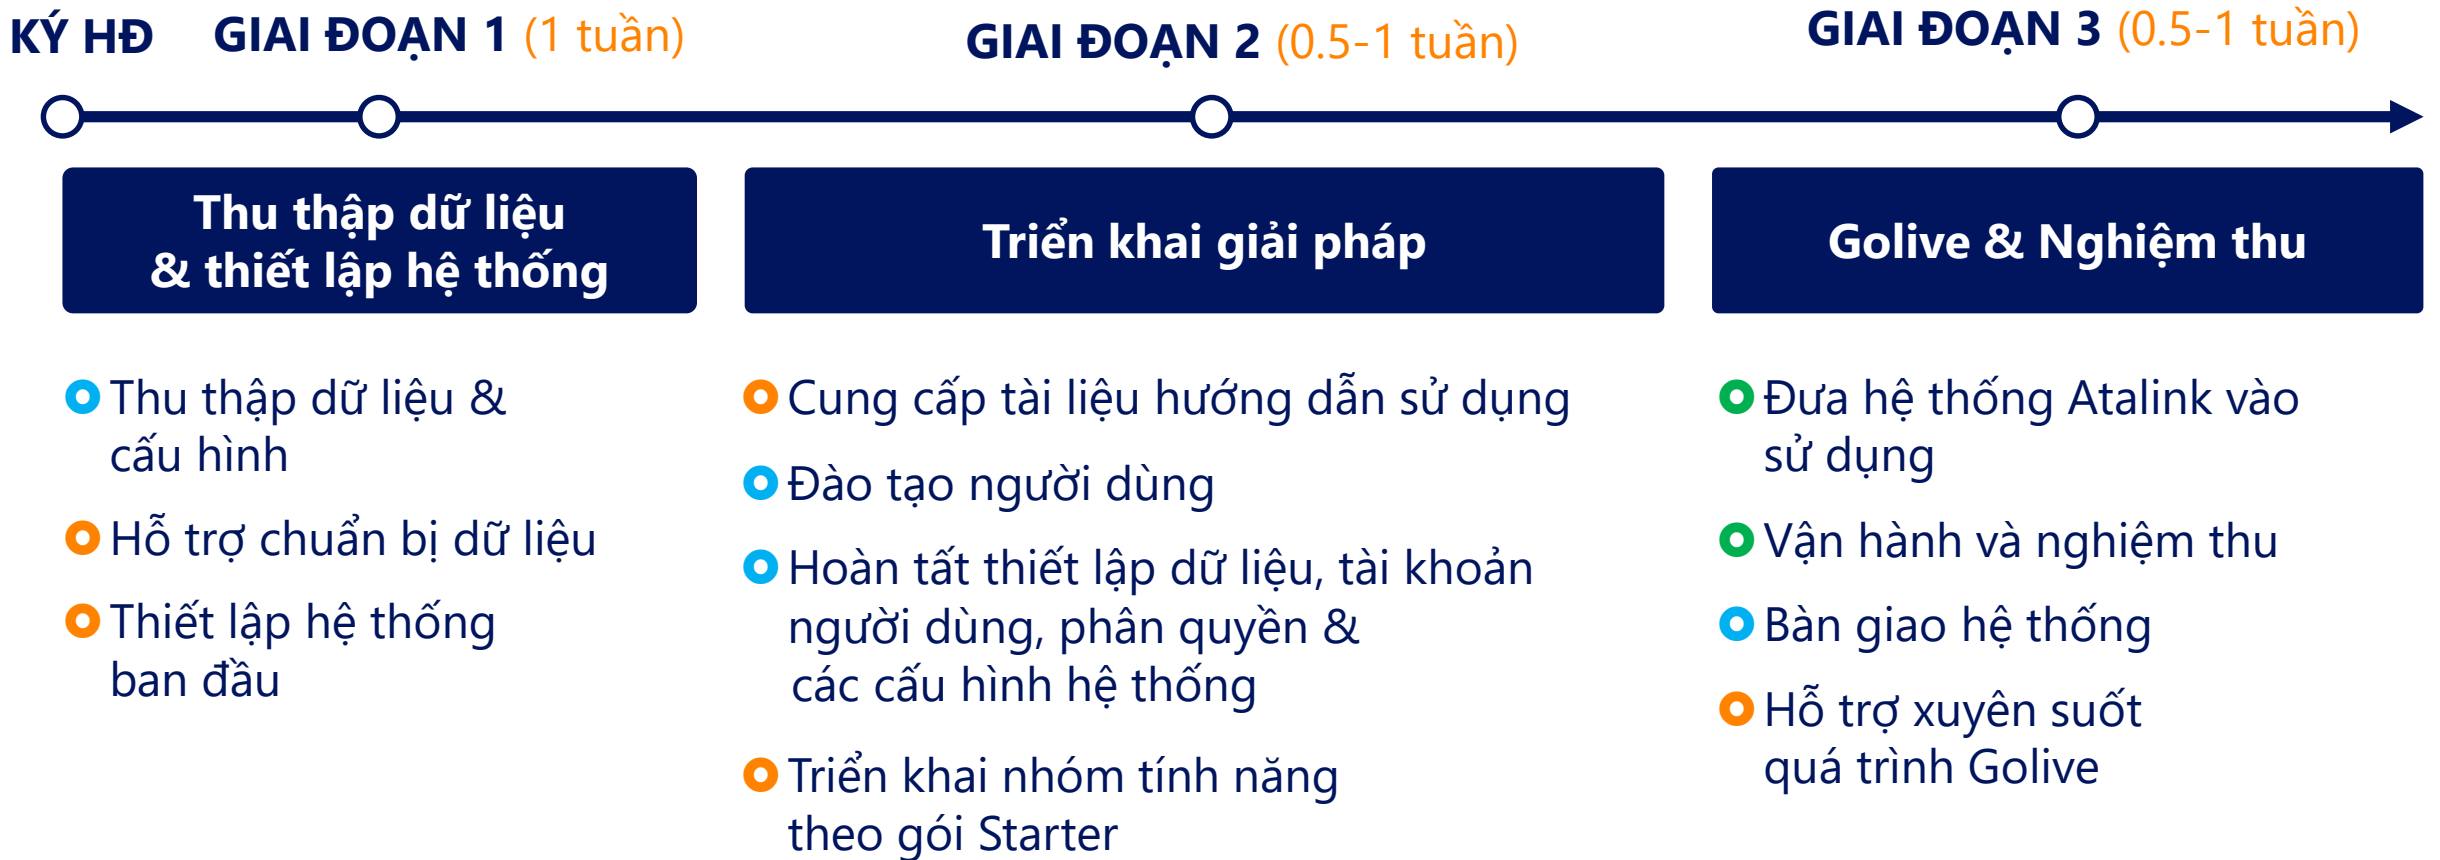 KÝ HĐ
GIAI ĐOẠN 1 (1 tuần)
GIAI ĐOẠN 2 (0.5-1 tuần)
GIAI ĐOẠN 3 (0.5-1 tuần)
Thu thập dữ liệu
& thiết lập hệ thống
Thu thập dữ liệu &
cấu hình
Hỗ trợ chuẩn bị dữ liệu
Thiết lập hệ thống
ban đầu
Triển khai giải pháp
Cung cấp tài liệu hướng dẫn sử dụng
Đào tạo người dùng
Hoàn tất thiết lập dữ liệu, tài khoản
người dùng, phân quyền &
các cấu hình hệ thống
Triển khai nhóm tính năng
theo gói Starter
Golive & Nghiệm thu
Đưa hệ thống Atalink vào
sử dụng
Vận hành và nghiệm thu
Bàn giao hệ thống
Hỗ trợ xuyên suốt
quá trình Golive